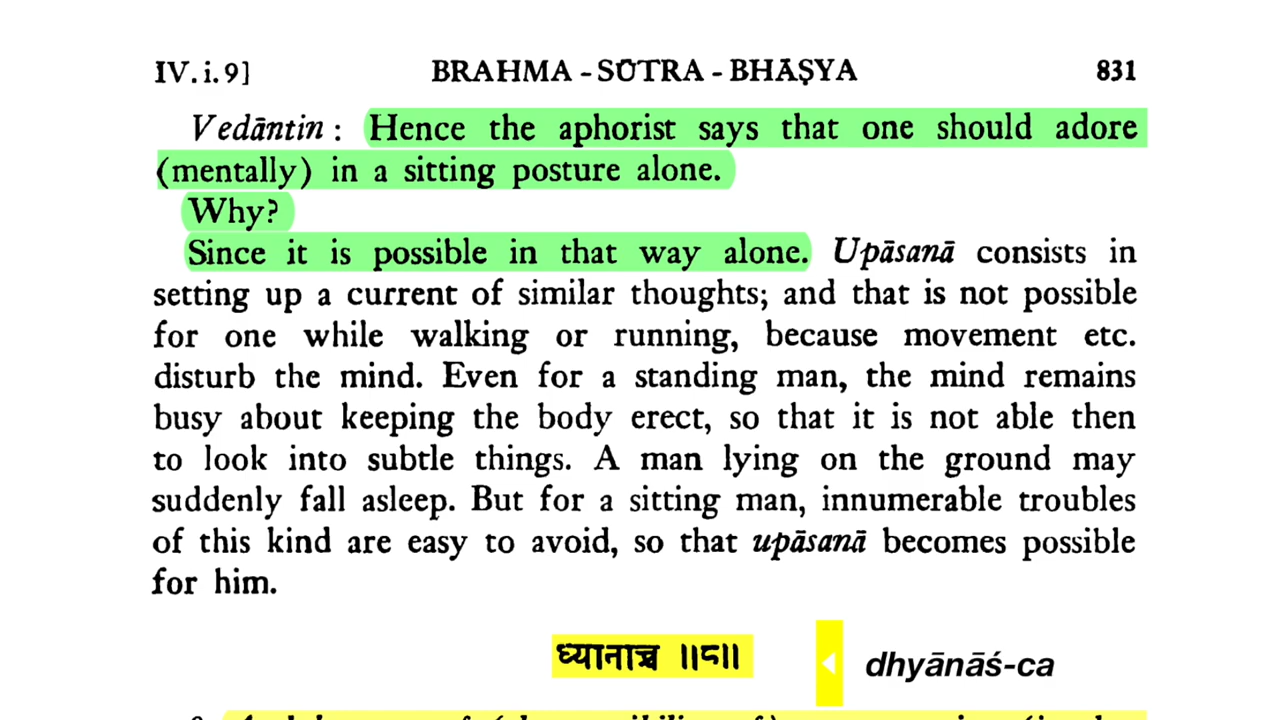 IV. i. 9]
BRAHMA - SŪTRA - BHĀṢYA
831
Vedāntin : Hence the aphorist says that one should adore
(mentally) in a sitting posture alone.
Why?
Since it is possible in that way alone. Upāsanā consists in
setting up a current of similar thoughts; and that is not possible
for one while walking or running, because movement etc.
disturb the mind. Even for a standing man, the mind remains
busy about keeping the body erect, so that it is not able then
to look into subtle things. A man lying on the ground may
suddenly fall asleep. But for a sitting man, innumerable troubles
of this kind are easy to avoid, so that upāsanā becomes possible
for him.
ध्यानाच्च ॥८॥
dhyānāś-ca